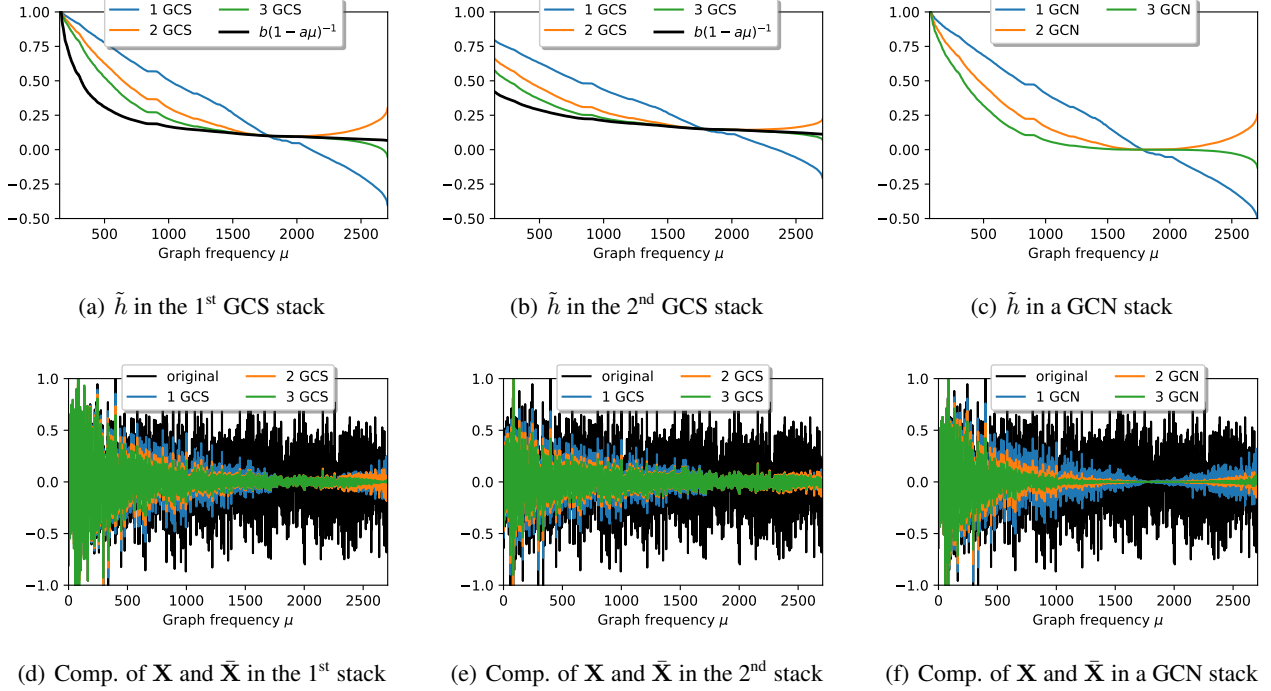 1 GCS 3 GCS
2 GCS b(1−aμ)⁻¹
1.00
0.75
0.50
0.25
0.00
−0.25
−0.50
500 1000 1500 2000 2500
Graph frequency μ
(a) h̃ in the 1st GCS stack
1 GCS 3 GCS
2 GCS b(1−aμ)⁻¹
1.00
0.75
0.50
0.25
0.00
−0.25
−0.50
500 1000 1500 2000 2500
Graph frequency μ
(b) h̃ in the 2nd GCS stack
1 GCN 3 GCN
2 GCN
1.00
0.75
0.50
0.25
0.00
−0.25
−0.50
500 1000 1500 2000 2500
Graph frequency μ
(c) h̃ in a GCN stack
original 2 GCS
1 GCS 3 GCS
1.0
0.5
0.0
−0.5
−1.0
0 500 1000 1500 2000 2500
Graph frequency μ
(d) Comp. of X and X̄ in the 1st stack
original 2 GCS
1 GCS 3 GCS
1.0
0.5
0.0
−0.5
−1.0
0 500 1000 1500 2000 2500
Graph frequency μ
(e) Comp. of X and X̄ in the 2nd stack
original 2 GCN
1 GCN 3 GCN
1.0
0.5
0.0
−0.5
−1.0
0 500 1000 1500 2000 2500
Graph frequency μ
(f) Comp. of X and X̄ in a GCN stack